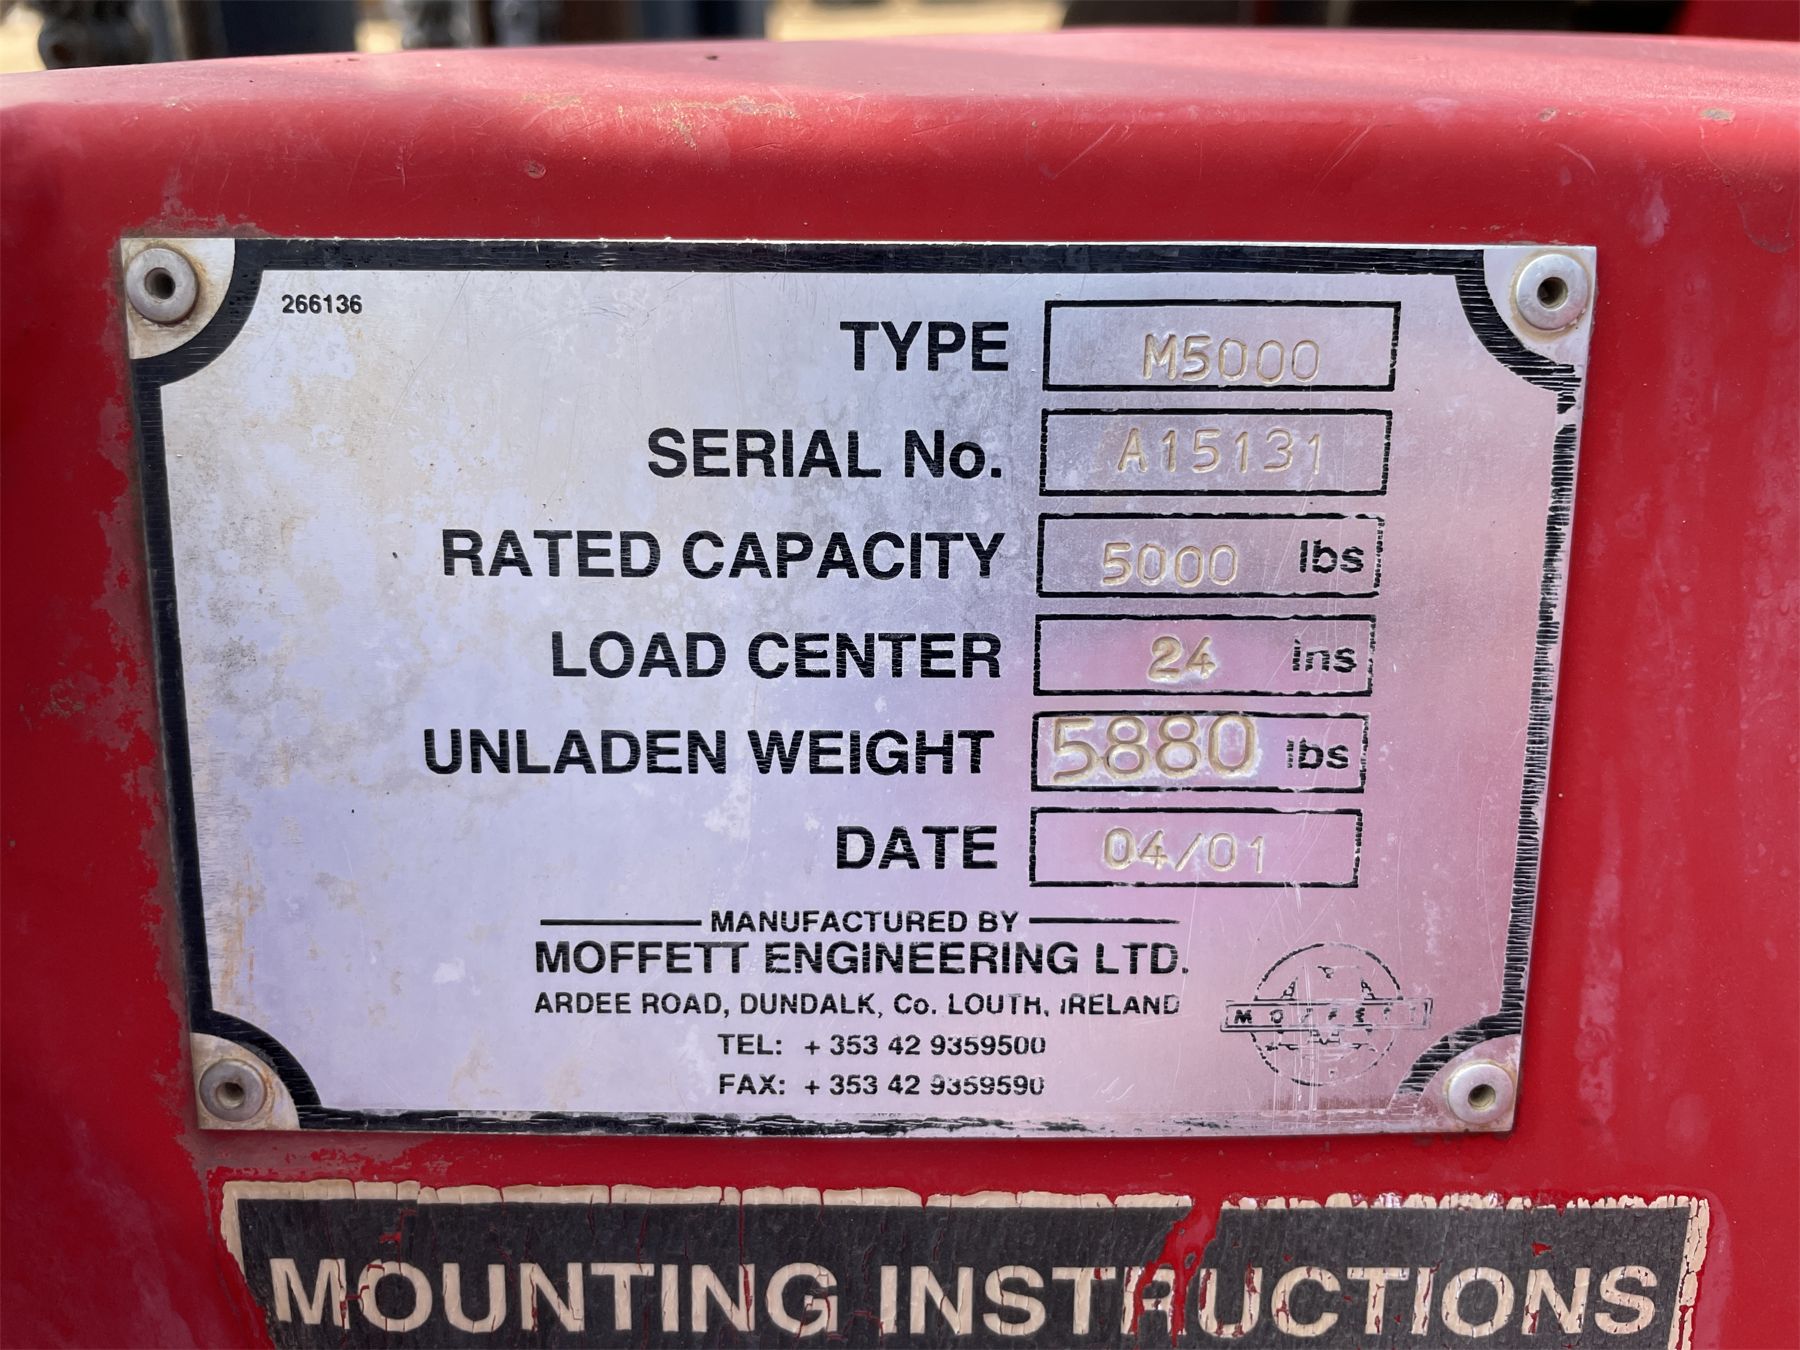 266136
TYPE M5000
SERIAL No. A15131
RATED CAPACITY 5000 lbs
LOAD CENTER 24 ins
UNLADEN WEIGHT 5880 lbs
DATE 04/01
MANUFACTURED BY
MOFFETT ENGINEERING LTD.
ARDEE ROAD, DUNDALK, Co. LOUTH, IRELAND
MOFFETT
TEL: + 353 42 9359500
FAX: + 353 42 9359590
MOUNTING INSTRUCTIONS